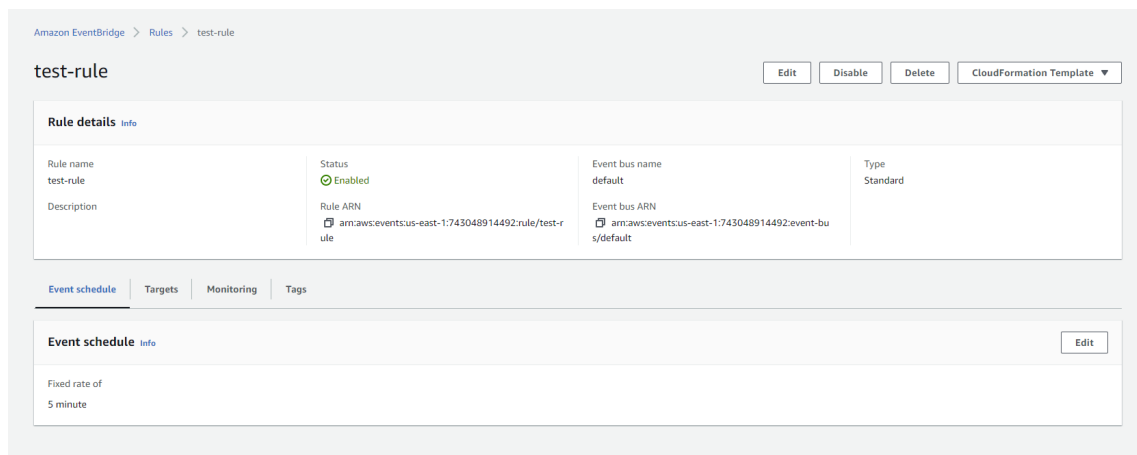 Amazon EventBridge > Rules > test-rule
test-rule
Edit
Disable
Delete
CloudFormation Template ▼
Rule details Info
Rule name
test-rule
Description
Status
Enabled
Rule ARN
arn:aws:events:us-east-1:743048914492:rule/test-r
ule
Event bus name
default
Event bus ARN
arn:aws:events:us-east-1:743048914492:event-bu
s/default
Type
Standard
Event schedule
Targets
Monitoring
Tags
Event schedule Info
Edit
Fixed rate of
5 minute